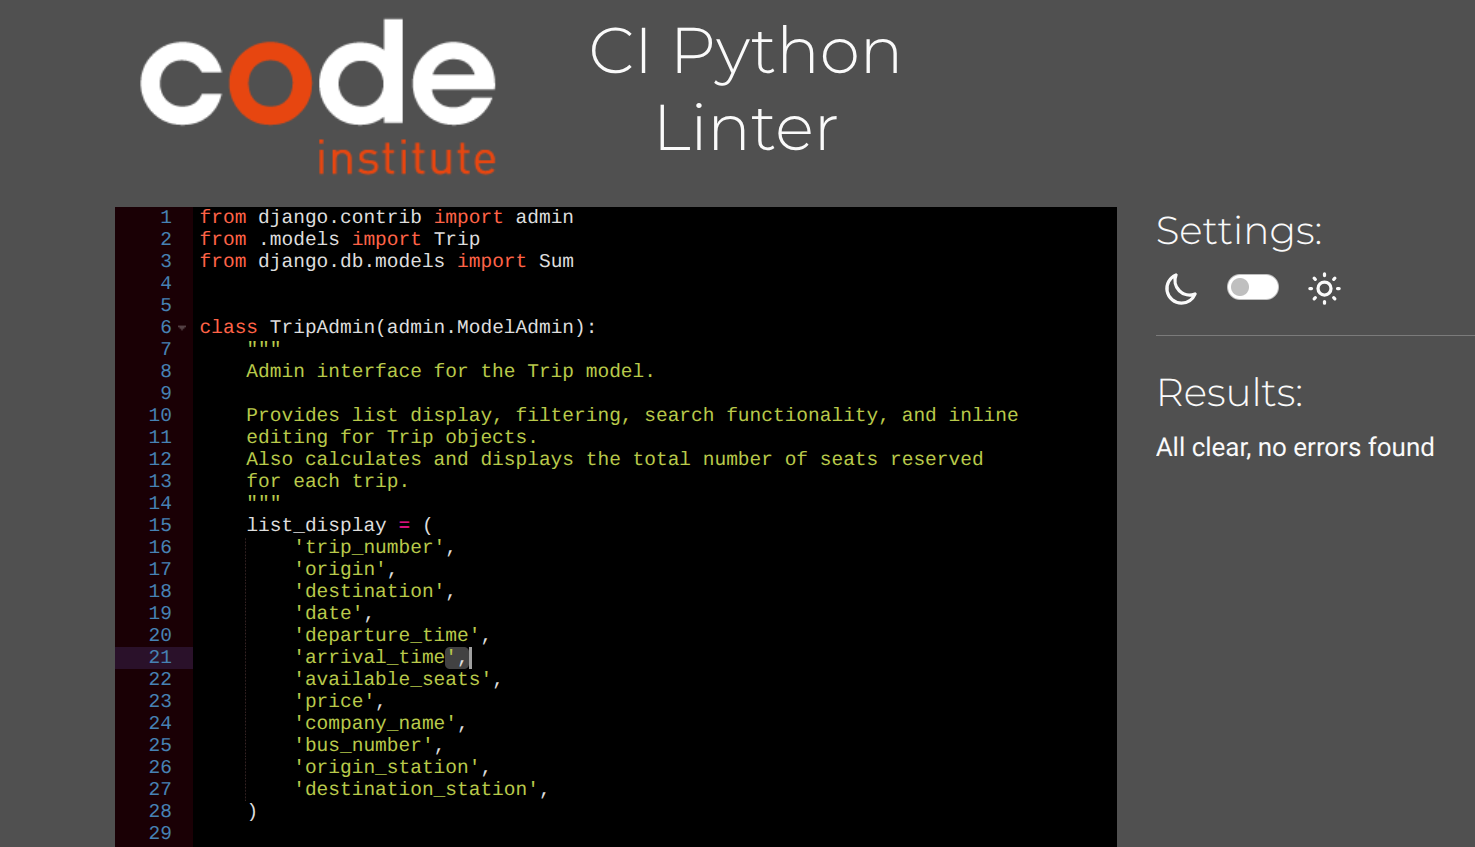 code
institute
CI Python
Linter
1 from django.contrib import admin
2 from .models import Trip
3 from django.db.models import Sum
4
5
6 class TripAdmin(admin.ModelAdmin):
7 """
8 Admin interface for the Trip model.
9
10 Provides list display, filtering, search functionality, and inline
11 editing for Trip objects.
12 Also calculates and displays the total number of seats reserved
13 for each trip.
14 """
15 list_display = (
16 'trip_number',
17 'origin',
18 'destination',
19 'date',
20 'departure_time',
21 'arrival_time',
22 'available_seats',
23 'price',
24 'company_name',
25 'bus_number',
26 'origin_station',
27 'destination_station',
28 )
29
Settings:
Results:
All clear, no errors found